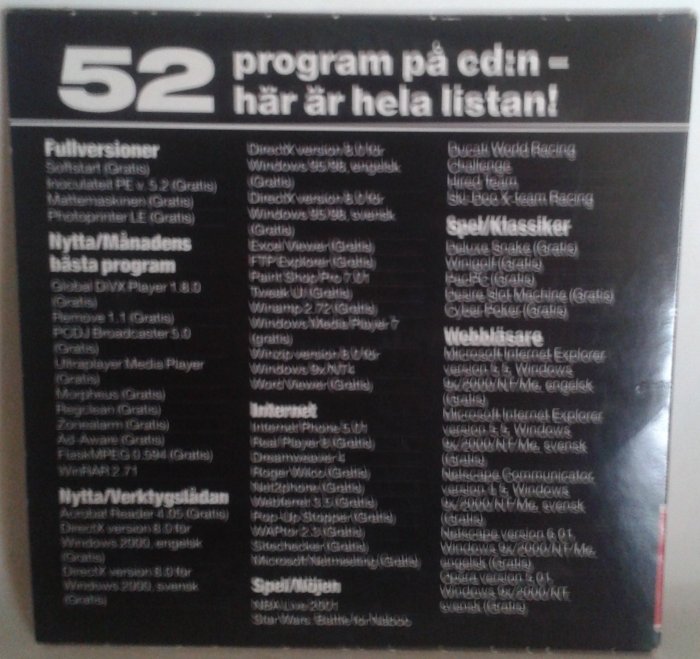 52 program på cd:n –
här är hela listan!
Fullversioner
Softstart (Gratis)
InoculateIT PE v. 5.2 (Gratis)
Mattemaskinen (Gratis)
Photoprinter LE (Gratis)
Nytta/Månadens
bästa program
Global DIVX Player 1.8.0
(Gratis)
Remove 1.1 (Gratis)
PCDJ Broadcaster 5.0
(Gratis)
Ultraplayer Media Player
(Gratis)
Morpheus (Gratis)
Regclean (Gratis)
Zonealarm (Gratis)
Ad-Aware (Gratis)
FlaskMPEG 0.594 (Gratis)
WinRAR 2.71
Nytta/Verktygslådan
Acrobat Reader 4.05 (Gratis)
DirectX version 8.0 för
Windows 2000, engelsk
(Gratis)
DirectX version 8.0 för
Windows 2000, svensk
(Gratis)
DirectX version 8.0 för
Windows 95/98, engelsk
(Gratis)
DirectX version 8.0 för
Windows 95/98, svensk
(Gratis)
Excel Viewer (Gratis)
FTP Explorer (Gratis)
Paint Shop Pro 7.01
Tweak UI (Gratis)
Winamp 2.72 (Gratis)
Windows Media Player 7
(gratis)
Winzip version 8.0 för
Windows 9x/NT4
Word Viewer (Gratis)
Internet
Internet Phone 5.01
Real Player 8 (Gratis)
Dreamweaver 4
Roger Wilco (Gratis)
Net2phone (Gratis)
Webferret 3.5 (Gratis)
Pop-Up Stopper (Gratis)
WAPtor 2.3 (Gratis)
Sitechecker (Gratis)
Microsoft Netmeeting (Gratis)
Spel/Nöjen
NBA Live 2001
Star Wars: Battle for Naboo
Ducati World Racing
Challenge
Hired Team
Ski-Doo X-Team Racing
Spel/Klassiker
Deluxe Snake (Gratis)
Minigolf (Gratis)
(Gratis)
Desire Slot Machine (Gratis)
Cyber Poker (Gratis)
Webbläsare
Microsoft Internet Explorer
version 5.5, Windows
9x/2000/NT/Me, engelsk
(Gratis)
Microsoft Internet Explorer
version 5.5, Windows
9x/2000/NT/Me, svensk
(Gratis)
Netscape Communicator,
version Windows
9x/2000/NT/Me, svensk
(Gratis)
Netscape version 6.01,
Windows 9x/2000/NT/Me,
engelsk (Gratis)
Opera version 5.01,
Windows 9x/2000/NT,
svensk (Gratis)